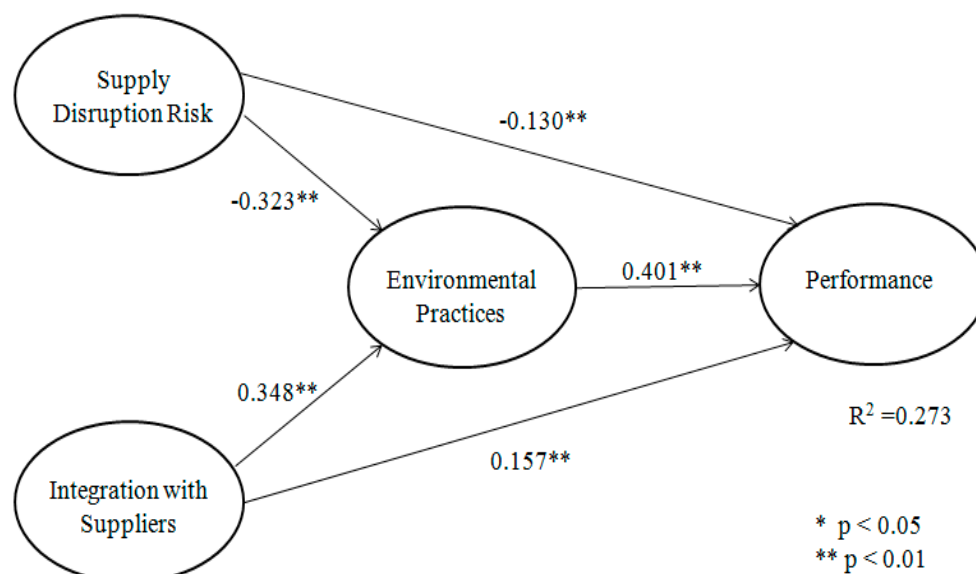 Supply
Disruption Risk
-0.130**
-0.323**
Environmental
Practices
0.401**
Performance
0.348**
R² =0.273
0.157**
Integration with
Suppliers
* p < 0.05
** p < 0.01